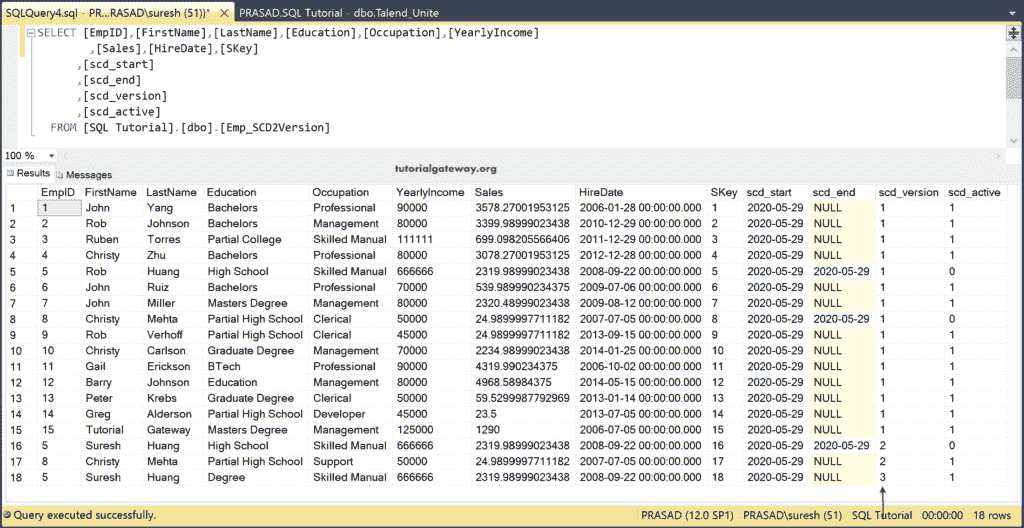 SQLQuery4.sql - PR...RASAD\suresh (51))* PRASAD.SQL Tutorial - dbo.Talend_Unite
SELECT [EmpID],[FirstName],[LastName],[Education],[Occupation],[YearlyIncome]
,[Sales],[HireDate],[SKey]
,[scd_start]
,[scd_end]
,[scd_version]
,[scd_active]
FROM [SQL Tutorial].[dbo].[Emp_SCD2Version]
100 %
tutorialgateway.org
Results Messages
EmpID FirstName LastName Education Occupation YearlyIncome Sales HireDate SKey scd_start scd_end scd_version scd_active
1 1 John Yang Bachelors Professional 90000 3578.27001953125 2006-01-28 00:00:00.000 1 2020-05-29 NULL 1 1
2 2 Rob Johnson Bachelors Management 80000 3399.98999023438 2010-12-29 00:00:00.000 2 2020-05-29 NULL 1 1
3 3 Ruben Torres Partial College Skilled Manual 111111 699.098205566406 2011-12-29 00:00:00.000 3 2020-05-29 NULL 1 1
4 4 Christy Zhu Bachelors Professional 80000 3078.27001953125 2012-12-28 00:00:00.000 4 2020-05-29 NULL 1 1
5 5 Rob Huang High School Skilled Manual 666666 2319.98999023438 2008-09-22 00:00:00.000 5 2020-05-29 2020-05-29 1 0
6 6 John Ruiz Bachelors Professional 70000 539.984990234375 2009-07-06 00:00:00.000 6 2020-05-29 NULL 1 1
7 7 John Miller Masters Degree Management 80000 2320.48999023438 2009-08-12 00:00:00.000 7 2020-05-29 NULL 1 1
8 8 Christy Mehta Partial High School Clerical 50000 24.9899997711182 2007-07-05 00:00:00.000 8 2020-05-29 2020-05-29 1 0
9 9 Rob Verhoff Partial High School Clerical 45000 24.9899997711182 2013-09-15 00:00:00.000 9 2020-05-29 NULL 1 1
10 10 Christy Carlson Graduate Degree Management 70000 2234.98999023438 2014-01-25 00:00:00.000 10 2020-05-29 NULL 1 1
11 11 Gail Erickson BTech Professional 90000 4319.990234375 2006-10-02 00:00:00.000 11 2020-05-29 NULL 1 1
12 12 Barry Johnson Education Management 80000 4968.58984375 2014-05-15 00:00:00.000 12 2020-05-29 NULL 1 1
13 13 Peter Krebs Graduate Degree Clerical 50000 59.5299987792969 2013-01-14 00:00:00.000 13 2020-05-29 NULL 1 1
14 14 Greg Alderson Partial High School Developer 45000 23.5 2013-07-05 00:00:00.000 14 2020-05-29 NULL 1 1
15 15 Tutorial Gateway Masters Degree Management 125000 1290 2006-07-05 00:00:00.000 15 2020-05-29 NULL 1 1
16 5 Suresh Huang High School Skilled Manual 666666 2319.98999023438 2008-09-22 00:00:00.000 16 2020-05-29 2020-05-29 2 0
17 8 Christy Mehta Partial High School Support 50000 24.9899997711182 2007-07-05 00:00:00.000 17 2020-05-29 NULL 2 1
18 5 Suresh Huang Degree Skilled Manual 666666 2319.98999023438 2008-09-22 00:00:00.000 18 2020-05-29 NULL 3 1
Query executed successfully. PRASAD (12.0 SP1) PRASAD\suresh (51) SQL Tutorial 00:00:00 18 rows